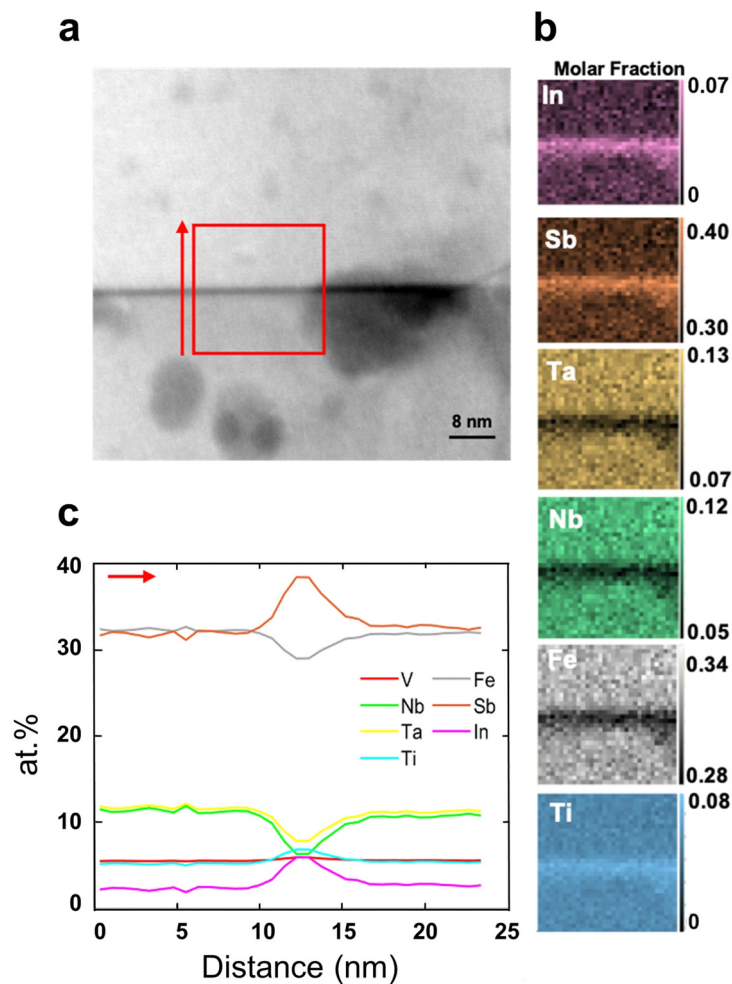 a
8 nm
b
Molar Fraction
In
0.07
0
Sb
0.40
0.30
Ta
0.13
0.07
Nb
0.12
0.05
Fe
0.34
0.28
Ti
0.08
0
c
40
30
20
10
0
at.%
V
Fe
Nb
Sb
Ta
In
Ti
0 5 10 15 20 25
Distance (nm)